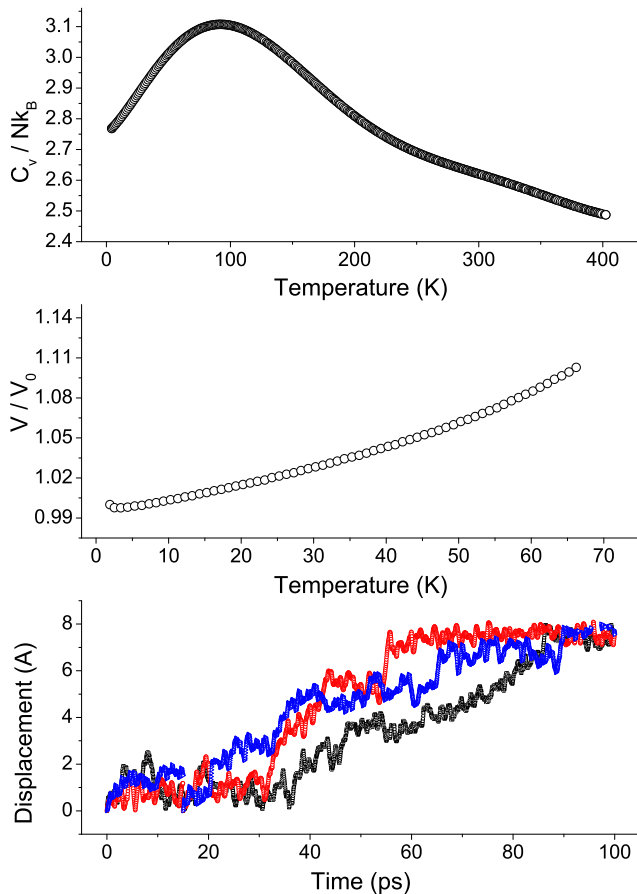 3.1
3.0
2.9
2.8
2.7
2.6
2.5
2.4
C_v / Nk_B
0 100 200 300 400
Temperature (K)
1.14
1.11
1.08
1.05
1.02
0.99
V / V_0
0 10 20 30 40 50 60 70
Temperature (K)
8
6
4
2
0
Displacement (A)
0 20 40 60 80 100
Time (ps)